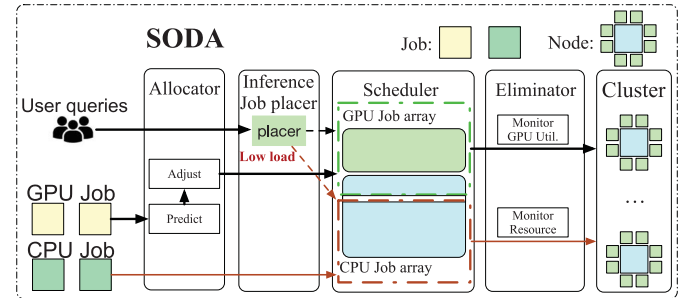 SODA
Job:
Node:
User queries
Allocator
Inference
Job placer
Scheduler
Eliminator
Cluster
GPU Job array
placer
Low load
Monitor
GPU Util.
Adjust
GPU Job
Predict
...
Monitor
Resource
CPU Job
CPU Job array